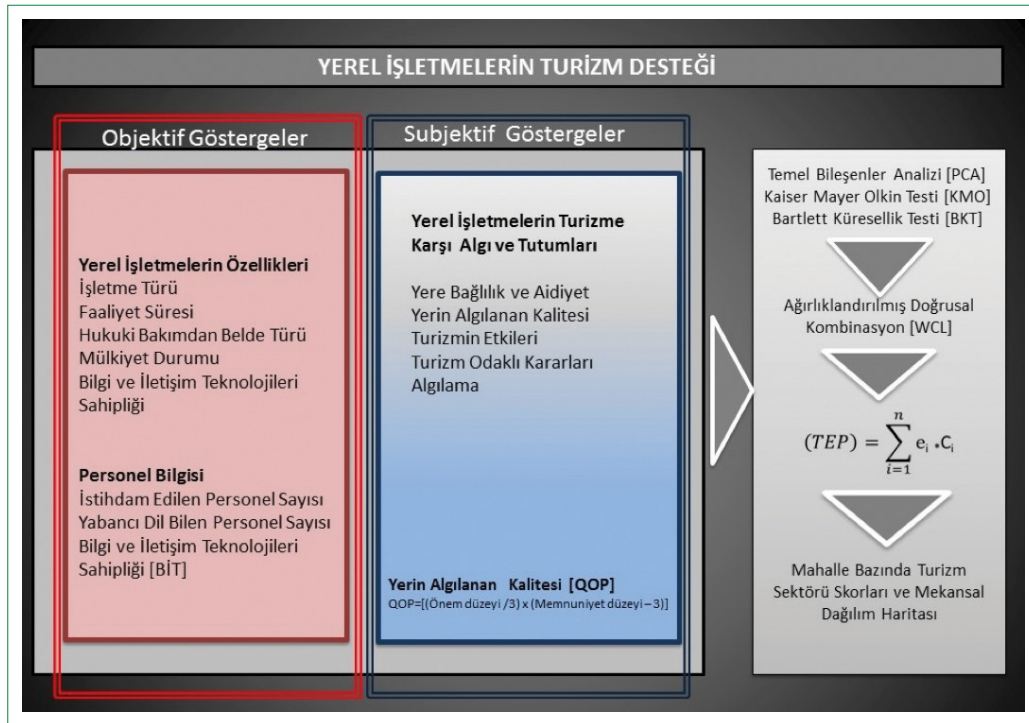 YEREL İŞLETMELERİN TURİZM DESTEĞİ
Objektif Göstergeler
Yerel İşletmelerin Özellikleri
İşletme Türü
Faaliyet Süresi
Hukuki Bakımdan Belde Türü
Mülkiyet Durumu
Bilgi ve İletişim Teknolojileri
Sahipliği
Personel Bilgisi
İstihdam Edilen Personel Sayısı
Yabancı Dil Bilen Personel Sayısı
Bilgi ve İletişim Teknolojileri
Sahipliği [BİT]
Subjektif Göstergeler
Yerel İşletmelerin Turizme
Karşı Algı ve Tutumları
Yere Bağlılık ve Aidiyet
Yerin Algılanan Kalitesi
Turizmin Etkileri
Turizm Odaklı Kararları
Algılama
Yerin Algılanan Kalitesi [QOP]
QOP=[(Önem düzeyi /3) x (Memnuniyet düzeyi – 3)]
Temel Bileşenler Analizi [PCA]
Kaiser Mayer Olkin Testi [KMO]
Bartlett Küresellik Testi [BKT]
Ağırlıklandırılmış Doğrusal
Kombinasyon [WCL]
(TEP) = ∑ⁿᵢ₌₁ eᵢ .Cᵢ
Mahalle Bazında Turizm
Sektörü Skorları ve Mekansal
Dağılım Haritası